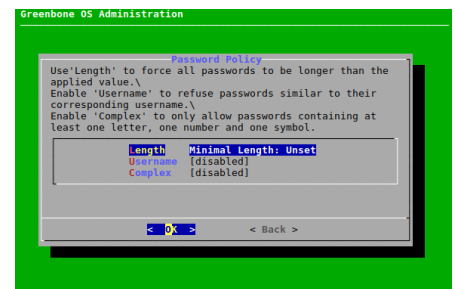 Greenbone OS Administration
Password Policy
Use'Length' to force all passwords to be longer than the
applied value.\
Enable 'Username' to refuse passwords similar to their
corresponding username.\
Enable 'Complex' to only allow passwords containing at
least one letter, one number and one symbol.
Length Minimal Length: Unset
Username [disabled]
Complex [disabled]
< OK > < Back >